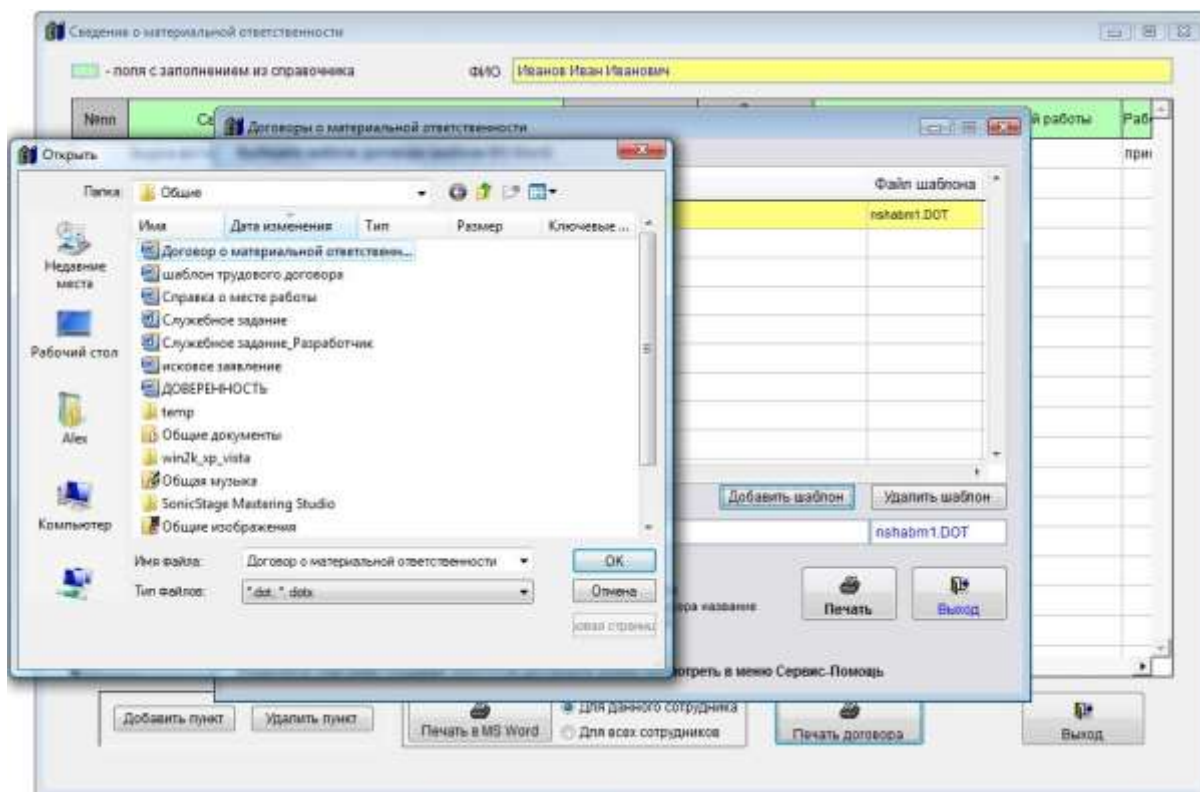 Сведения о материальной ответственности
- поля с заполнением из справочника ФИО Иванов Иван Иванович
№пп Св й работы Раб
Договоры о материальной ответственности
при
Открыть
Папка: Общие
Файл шаблона
nshabm1.DOT
Имя Дата изменения Тип Размер Ключевые ...
Договор о материальной ответственн...
шаблон трудового договора
Справка о месте работы
Служебное задание
Служебное задание_Разработчик
исковое заявление
ДОВЕРЕННОСТЬ
temp
Общие документы
win2k_xp_vista
Общая музыка
SonicStage Mastering Studio
Общие изображения
Недавние места
Рабочий стол
Alex
Компьютер
Добавить шаблон Удалить шаблон
nshabm1.DOT
Имя файла: Договор о материальной ответственности OK
Тип файлов: *.dot, *.dotx Отмена
овая страниц
ора название Печать Выход
отреть в меню Сервис-Помощь
Добавить пункт Удалить пункт Печать в MS Word Для данного сотрудника
Для всех сотрудников Печать договора Выход